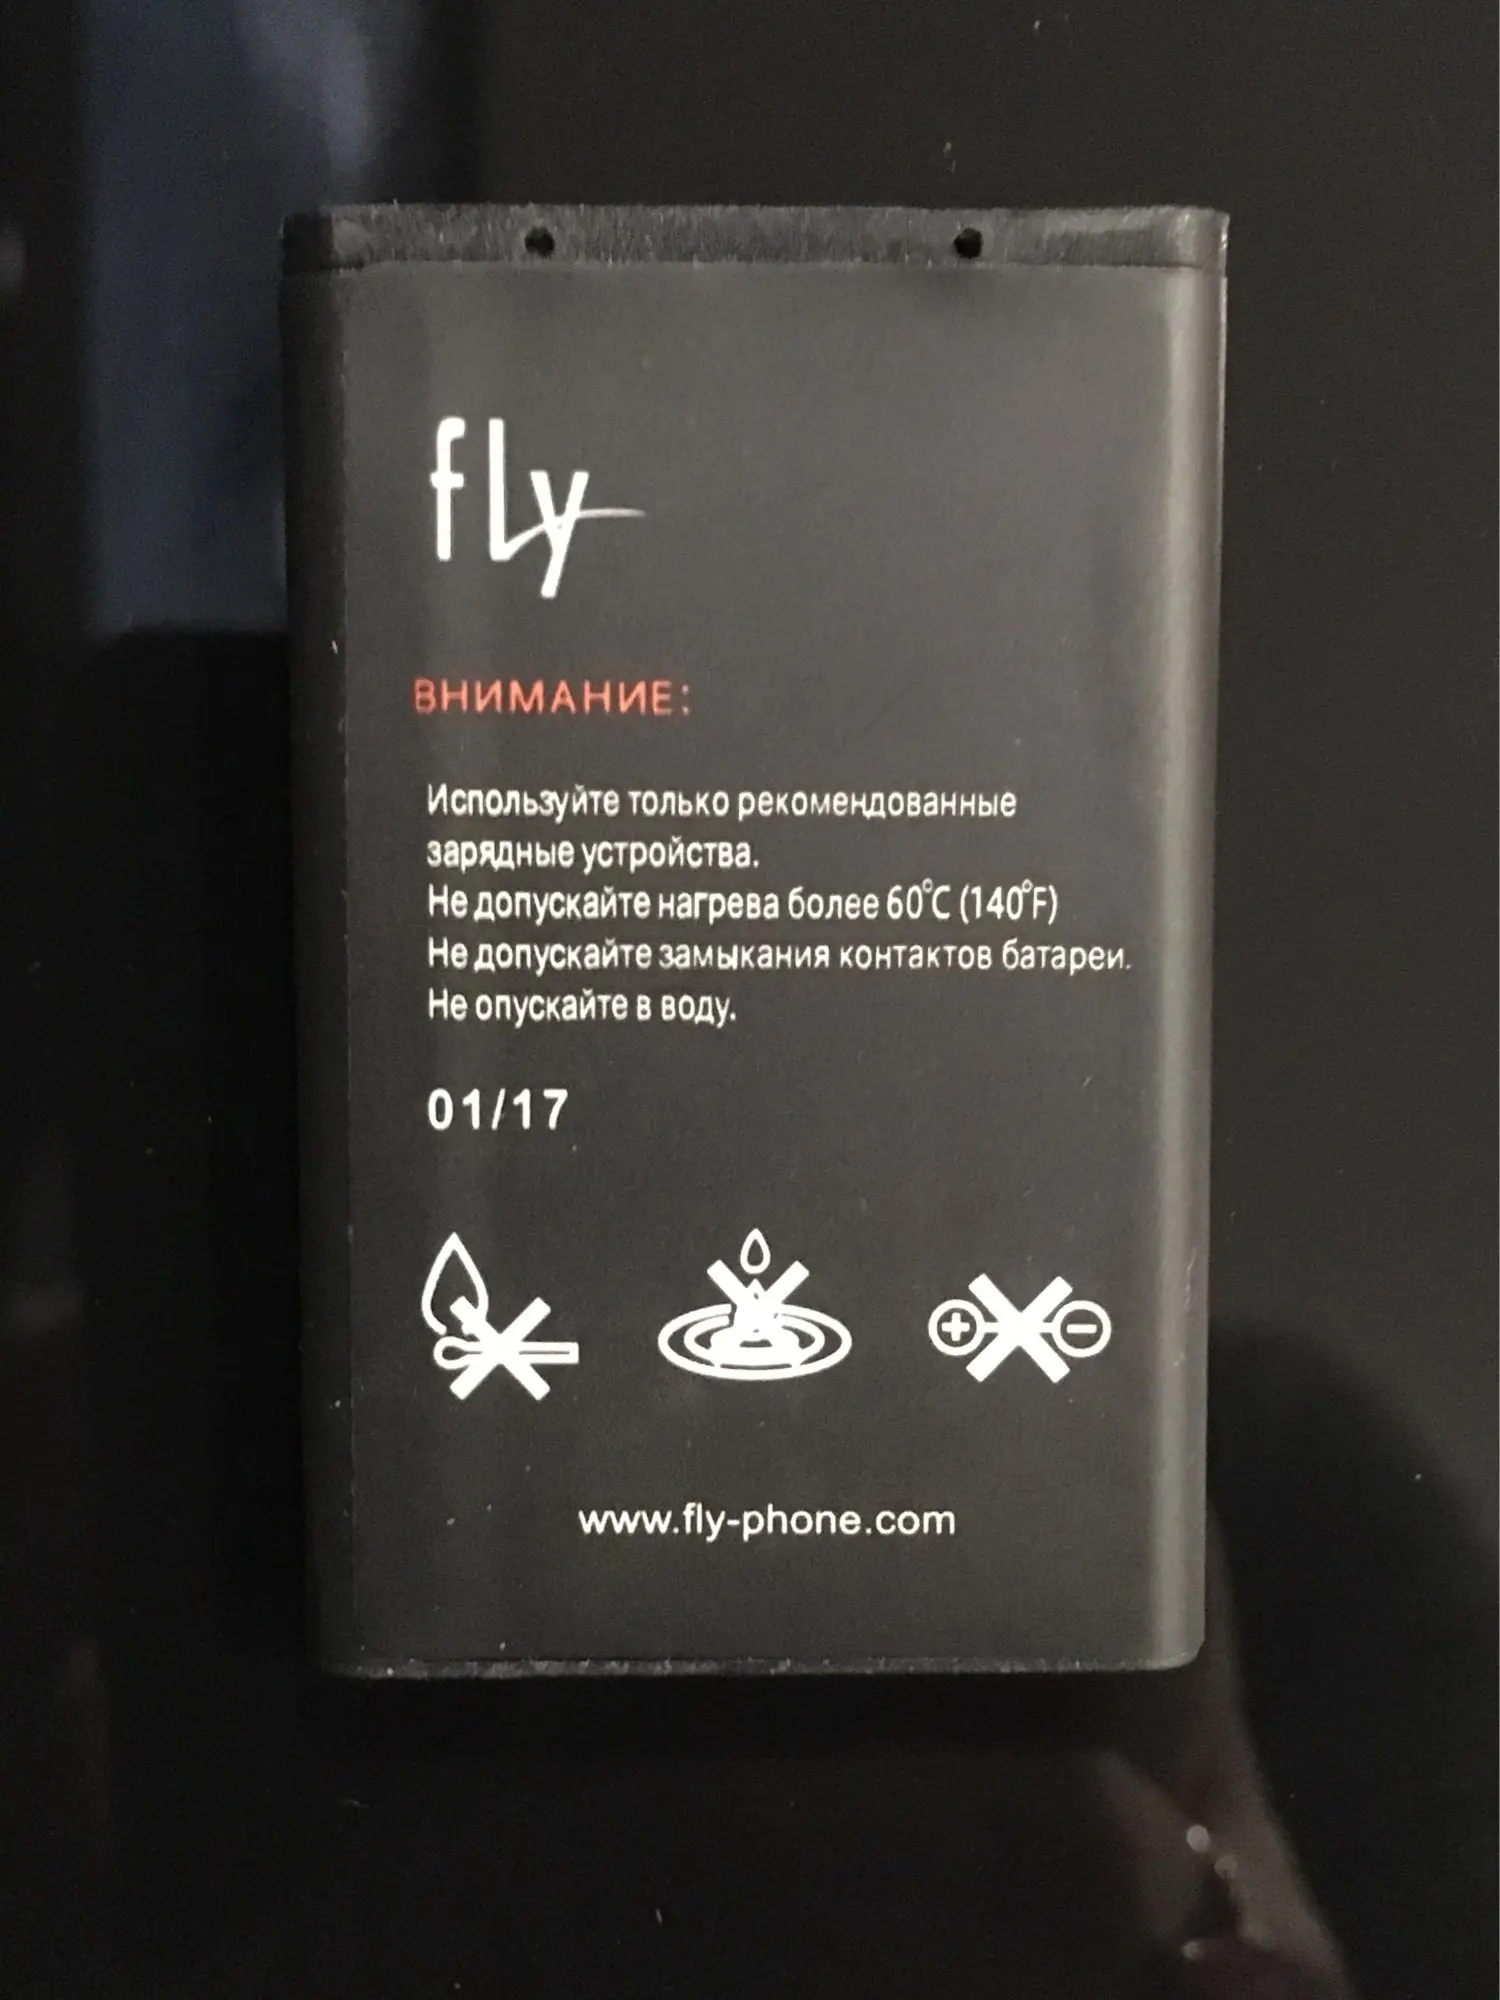 fly
ВНИМАНИЕ:
Используйте только рекомендованные
зарядные устройства.
Не допускайте нагрева более 60°C (140°F)
Не допускайте замыкания контактов батареи.
Не опускайте в воду.
01/17
www.fly-phone.com